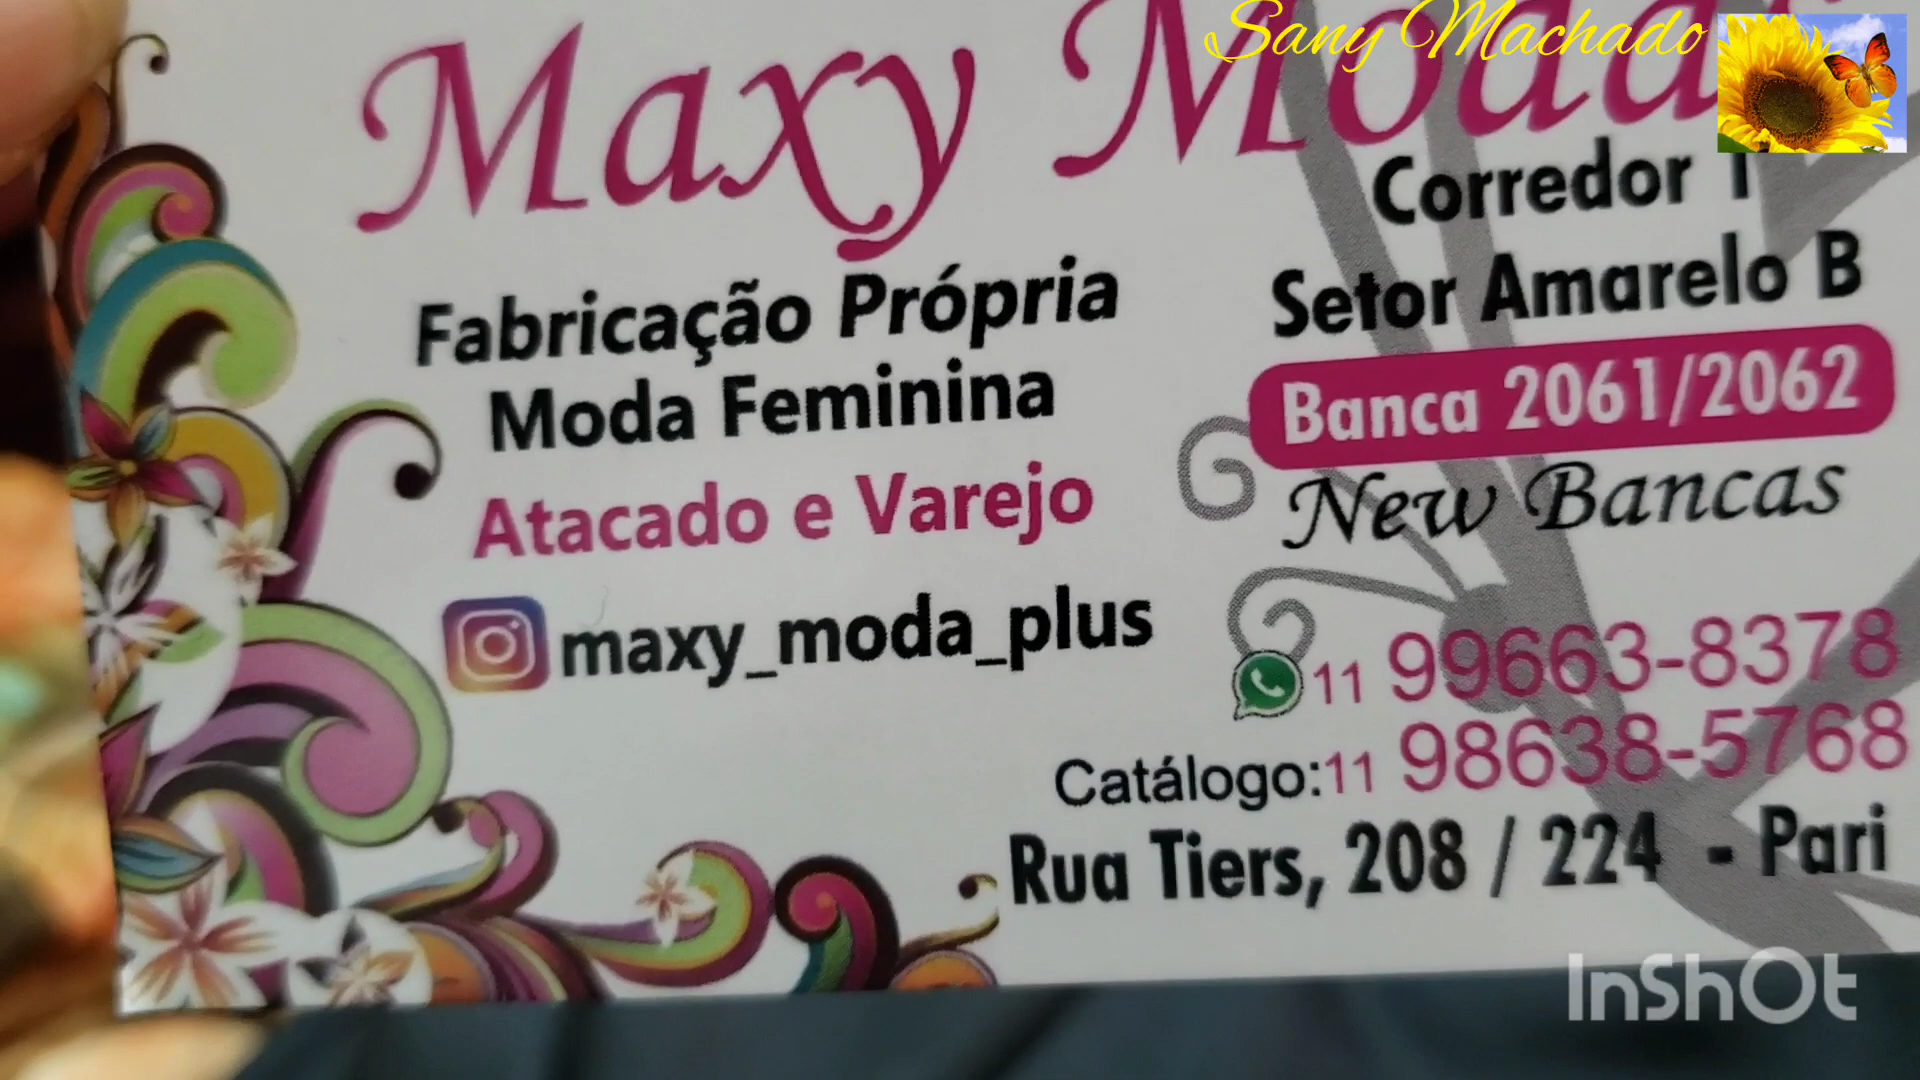 Sany Machado
Maxy Moda
Fabricação Própria
Moda Feminina
Atacado e Varejo
maxy_moda_plus
Corredor
Setor Amarelo B
Banca 2061/2062
New Bancas
11 99663-8378
Catálogo:11 98638-5768
Rua Tiers, 208 / 224 - Pari
InShOt